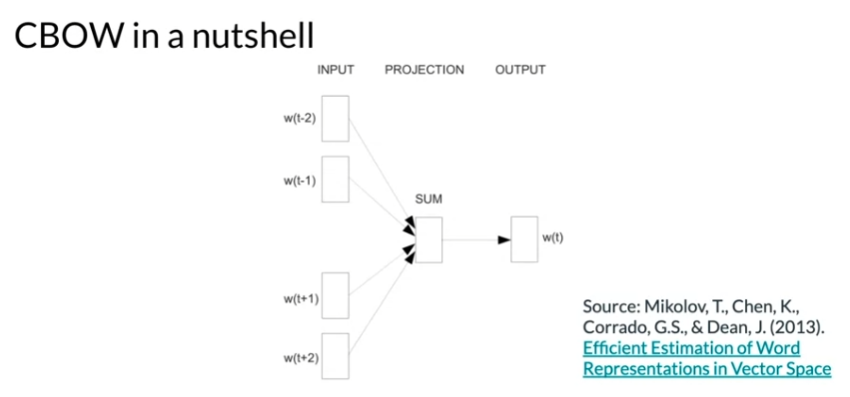 CBOW in a nutshell
INPUT PROJECTION OUTPUT
w(t-2)
w(t-1)
SUM
w(t)
w(t+1)
w(t+2)
Source: Mikolov, T., Chen, K.,
Corrado, G.S., & Dean, J. (2013).
Efficient Estimation of Word
Representations in Vector Space